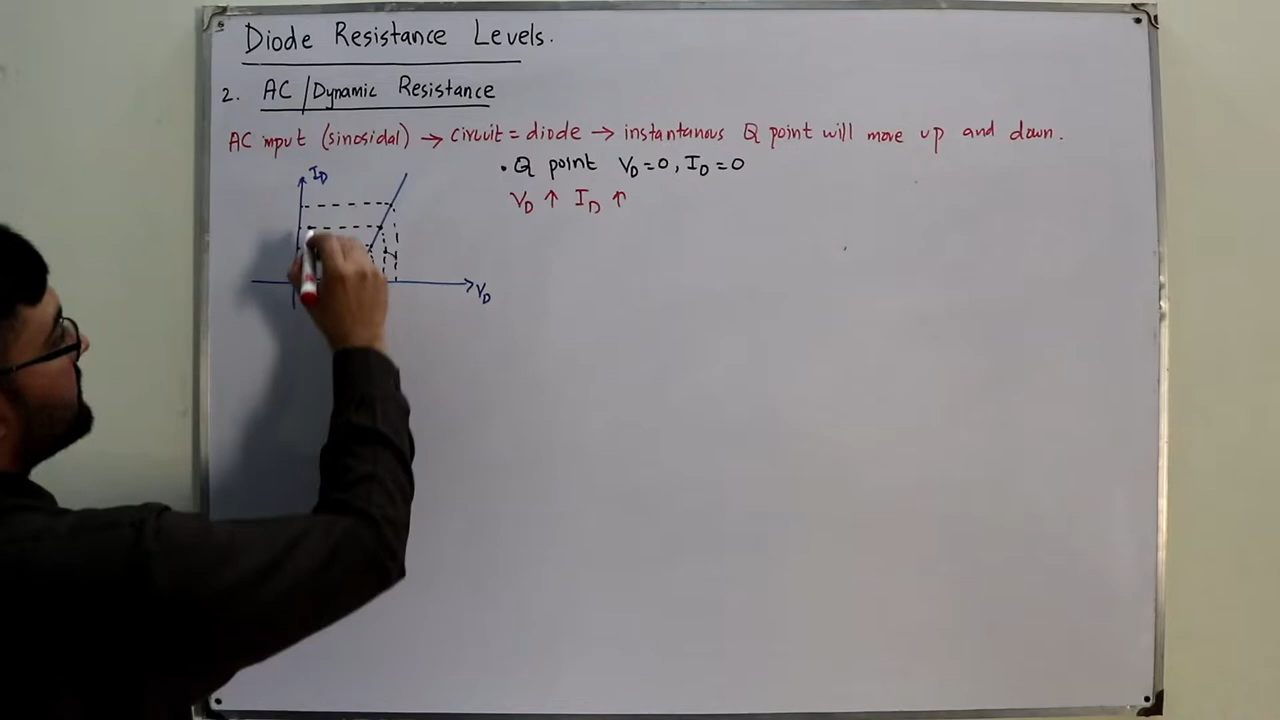 Diode Resistance Levels.
2. AC/Dynamic Resistance
AC input (sinosidal) → circuit = diode → instantanous Q point will move up and down.
• Q point V_D=0, I_D=0
V_D ↑ I_D ↑
I_D
V_D